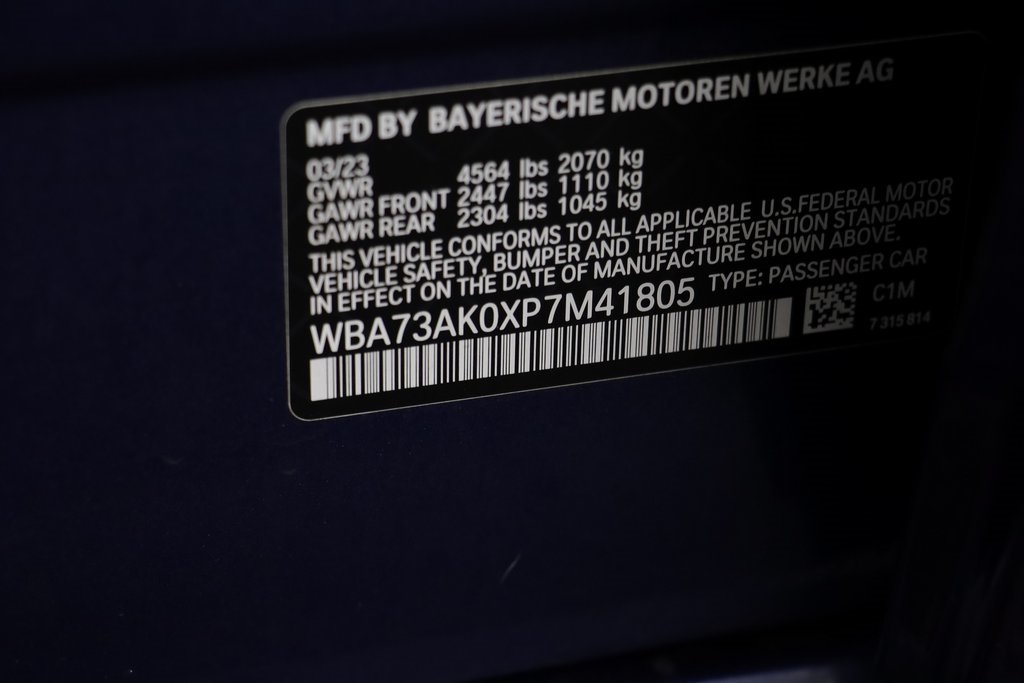 MFD BY BAYERISCHE MOTOREN WERKE AG
03/23
GVWR 4564 lbs 2070 kg
GAWR FRONT 2447 lbs 1110 kg
GAWR REAR 2304 lbs 1045 kg
THIS VEHICLE CONFORMS TO ALL APPLICABLE U.S.FEDERAL MOTOR
VEHICLE SAFETY, BUMPER AND THEFT PREVENTION STANDARDS
IN EFFECT ON THE DATE OF MANUFACTURE SHOWN ABOVE.
WBA73AK0XP7M41805 TYPE: PASSENGER CAR
C1M
7 315 814